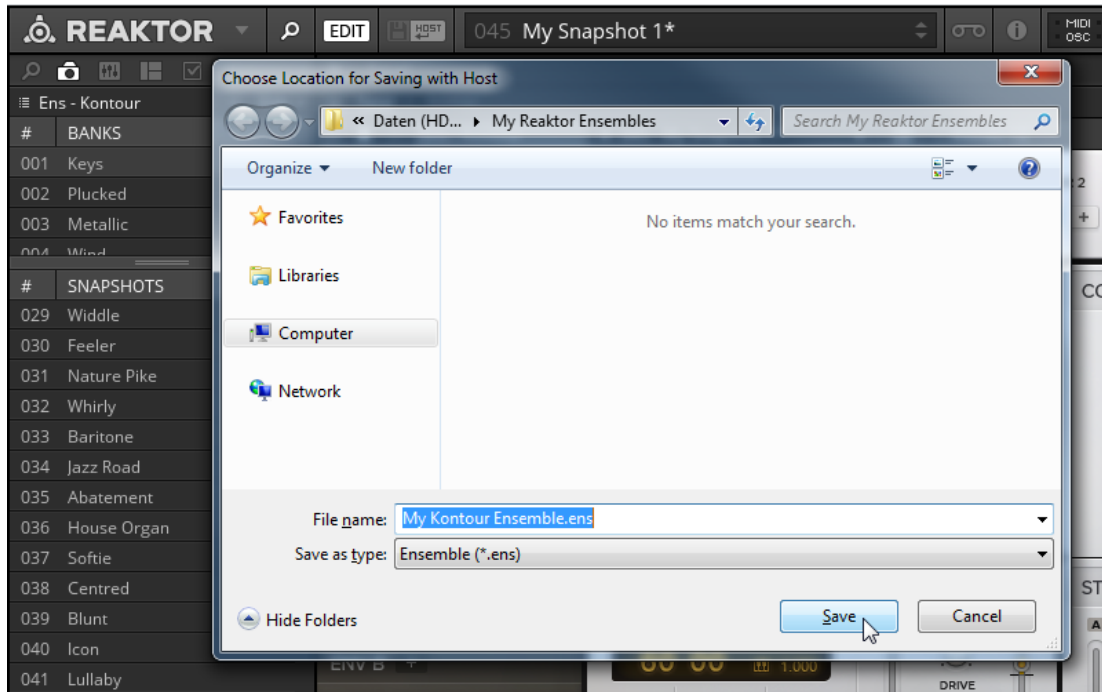 REAKTOR EDIT HOST 045 My Snapshot 1* MIDI OSC
Choose Location for Saving with Host
Ens - Kontour
« Daten (HD... ▸ My Reaktor Ensembles Search My Reaktor Ensembles
# BANKS
001 Keys
Organize New folder
002 Plucked
2
003 Metallic
Favorites
No items match your search.
004 Wind
Libraries
# SNAPSHOTS
029 Widdle
030 Feeler
Computer
031 Nature Pike
Network
032 Whirly
033 Baritone
034 Jazz Road
035 Abatement
File name: My Kontour Ensemble.ens
036 House Organ
Save as type: Ensemble (*.ens)
037 Softie
038 Centred
039 Blunt
Hide Folders Save Cancel
040 Icon
ENV B + 1.000
041 Lullaby
DRIVE